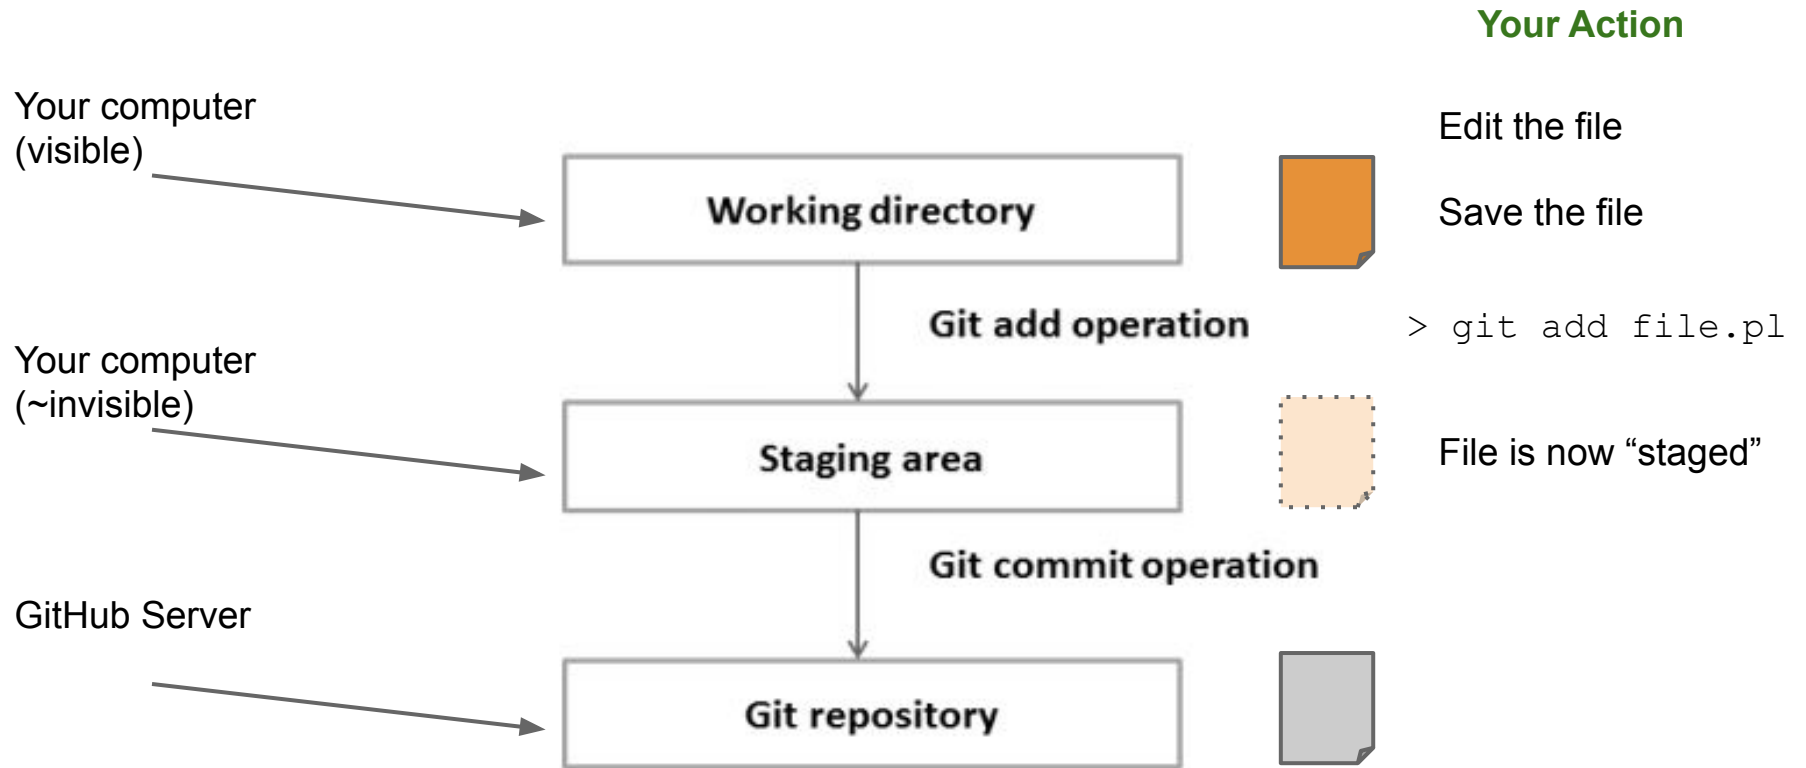 Your Action
Your computer
(visible)
Edit the file
Working directory
Save the file
Git add operation
> git add file.pl
Your computer
(~invisible)
Staging area
File is now “staged”
Git commit operation
GitHub Server
Git repository